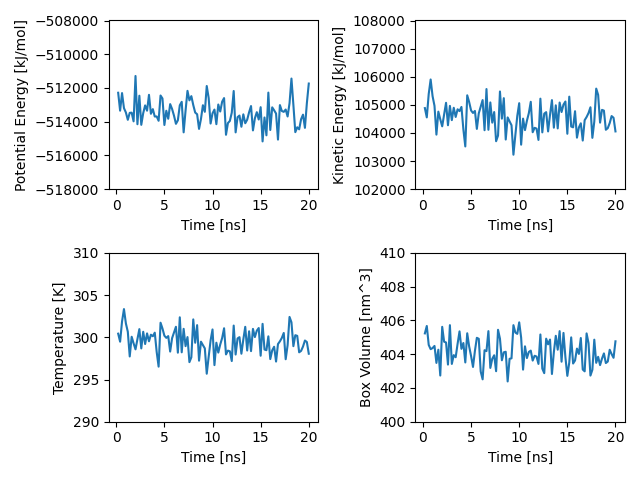 Potential Energy [kJ/mol]
−508000
−510000
−512000
−514000
−516000
−518000
0 5 10 15 20
Time [ns]
Kinetic Energy [kJ/mol]
108000
107000
106000
105000
104000
103000
102000
0 5 10 15 20
Time [ns]
Temperature [K]
310
305
300
295
290
0 5 10 15 20
Time [ns]
Box Volume [nm^3]
410
408
406
404
402
400
0 5 10 15 20
Time [ns]